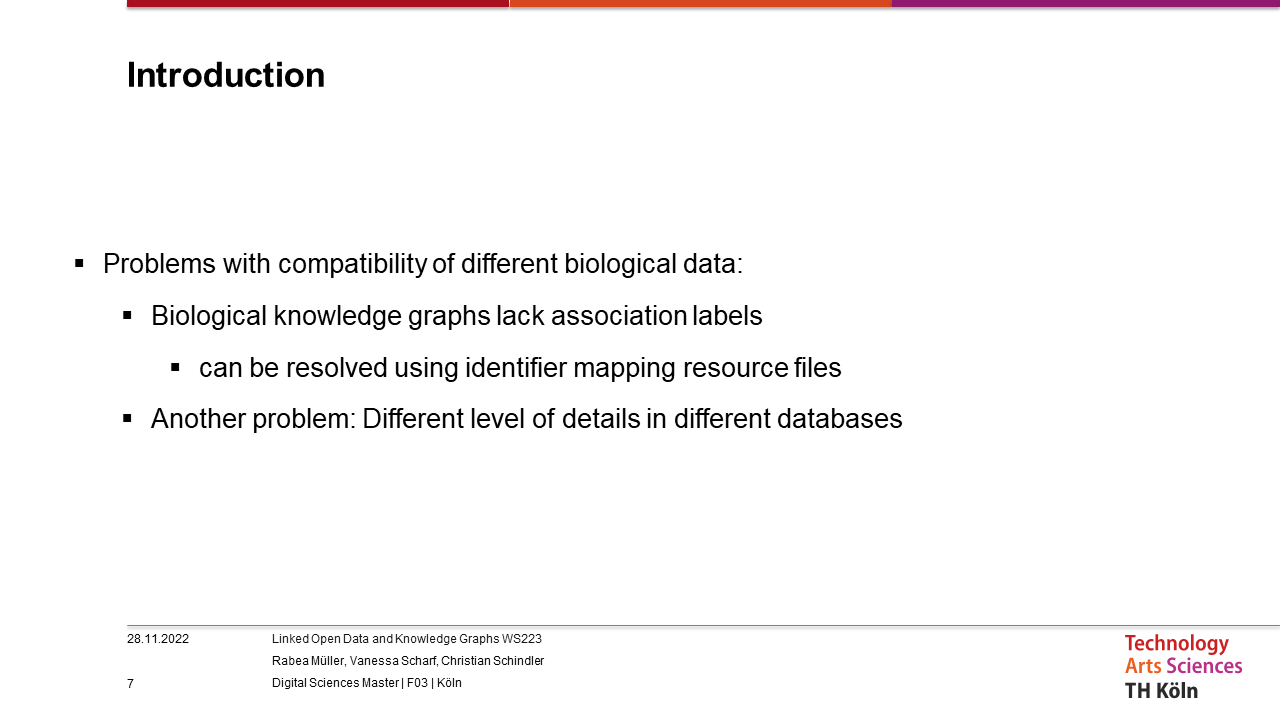 Introduction
▪ Problems with compatibility of different biological data:
▪ Biological knowledge graphs lack association labels
▪ can be resolved using identifier mapping resource files
▪ Another problem: Different level of details in different databases
28.11.2022
Linked Open Data and Knowledge Graphs WS223
Rabea Müller, Vanessa Scharf, Christian Schindler
7
Digital Sciences Master | F03 | Köln
Technology
Arts Sciences
TH Köln